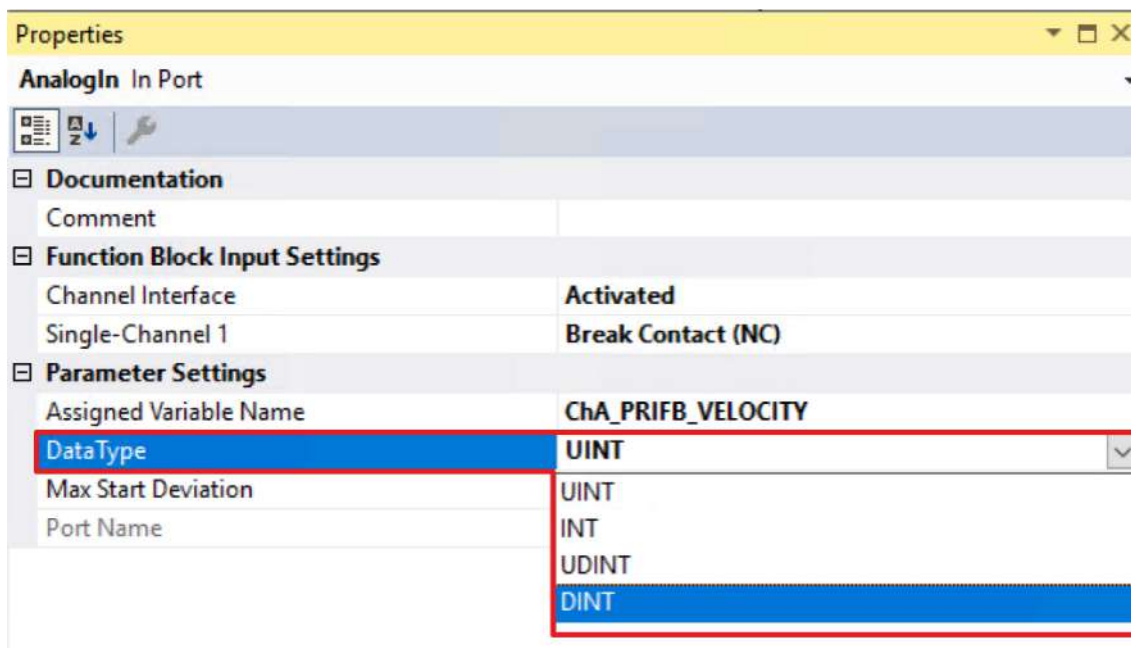 Properties
AnalogIn In Port
Documentation
Comment
Function Block Input Settings
Channel Interface Activated
Single-Channel 1 Break Contact (NC)
Parameter Settings
Assigned Variable Name ChA_PRIFB_VELOCITY
DataType UINT
Max Start Deviation UINT
Port Name INT
UDINT
DINT